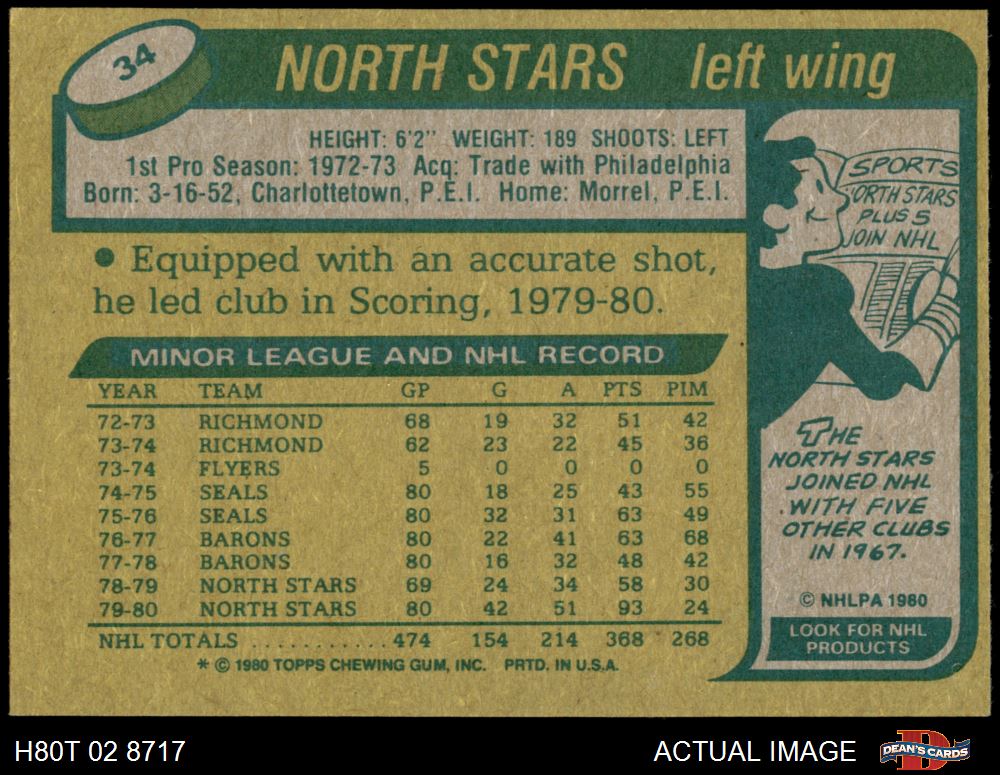 34
NORTH STARS left wing
HEIGHT: 6'2" WEIGHT: 189 SHOOTS: LEFT
1st Pro Season: 1972-73 Acq: Trade with Philadelphia
Born: 3-16-52, Charlottetown, P.E.I. Home: Morrel, P.E.I.
• Equipped with an accurate shot,
he led club in Scoring, 1979-80.
MINOR LEAGUE AND NHL RECORD
YEAR TEAM GP G A PTS PIM
72-73 RICHMOND 68 19 32 51 42
73-74 RICHMOND 62 23 22 45 36
73-74 FLYERS 5 0 0 0 0
74-75 SEALS 80 18 25 43 55
75-76 SEALS 80 32 31 63 49
76-77 BARONS 80 22 41 63 68
77-78 BARONS 80 16 32 48 42
78-79 NORTH STARS 69 24 34 58 30
79-80 NORTH STARS 80 42 51 93 24
NHL TOTALS ............ 474 154 214 368 268
* © 1980 TOPPS CHEWING GUM, INC. PRTD. IN U.S.A.
SPORTS
ORTH STARS
PLUS 5
JOIN NHL
THE
NORTH STARS
JOINED NHL
WITH FIVE
OTHER CLUBS
IN 1967.
© NHLPA 1980
LOOK FOR NHL
PRODUCTS
H80T 02 8717 ACTUAL IMAGE
D
DEAN'S CARDS